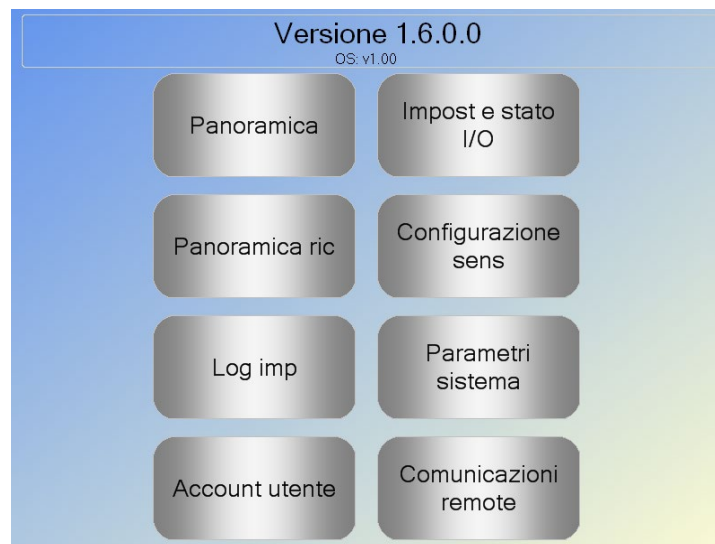 Versione 1.6.0.0
OS: v1.00
Panoramica
Impost e stato
I/O
Panoramica ric
Configurazione
sens
Log imp
Parametri
sistema
Account utente
Comunicazioni
remote